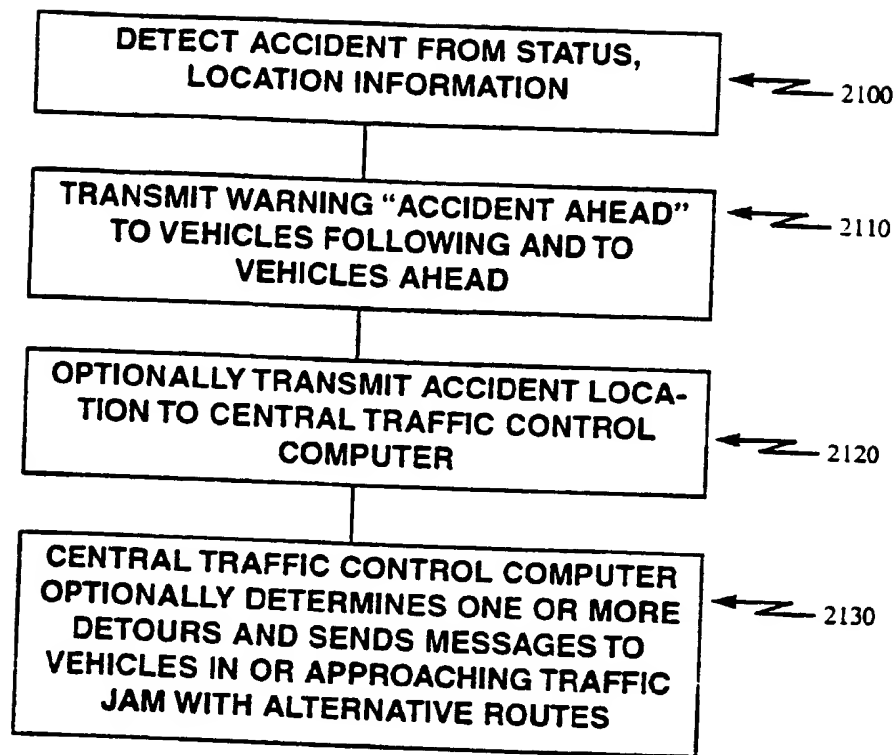 DETECT ACCIDENT FROM STATUS,
LOCATION INFORMATION
2100
TRANSMIT WARNING “ACCIDENT AHEAD”
TO VEHICLES FOLLOWING AND TO
VEHICLES AHEAD
2110
OPTIONALLY TRANSMIT ACCIDENT LOCA-
TION TO CENTRAL TRAFFIC CONTROL
COMPUTER
2120
CENTRAL TRAFFIC CONTROL COMPUTER
OPTIONALLY DETERMINES ONE OR MORE
DETOURS AND SENDS MESSAGES TO
VEHICLES IN OR APPROACHING TRAFFIC
JAM WITH ALTERNATIVE ROUTES
2130